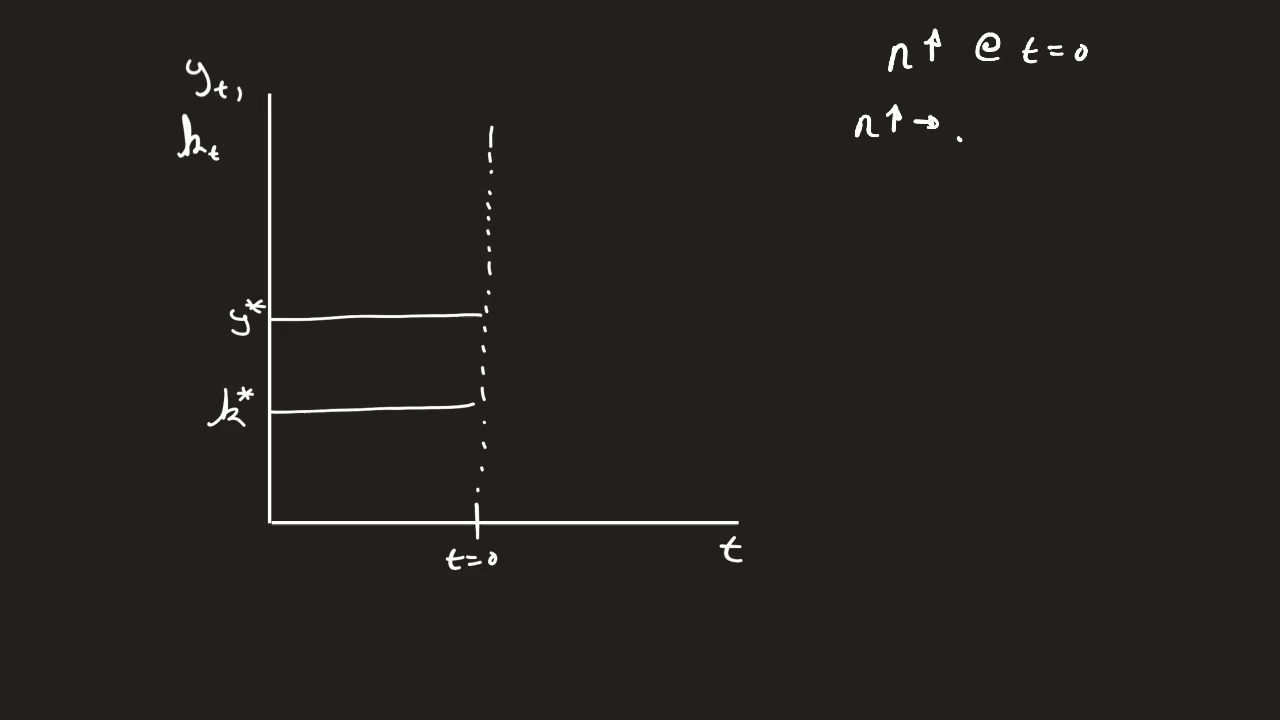 n↑ @ t=0
n↑ → .
y_t,
k_t
y*
k*
t=0
t